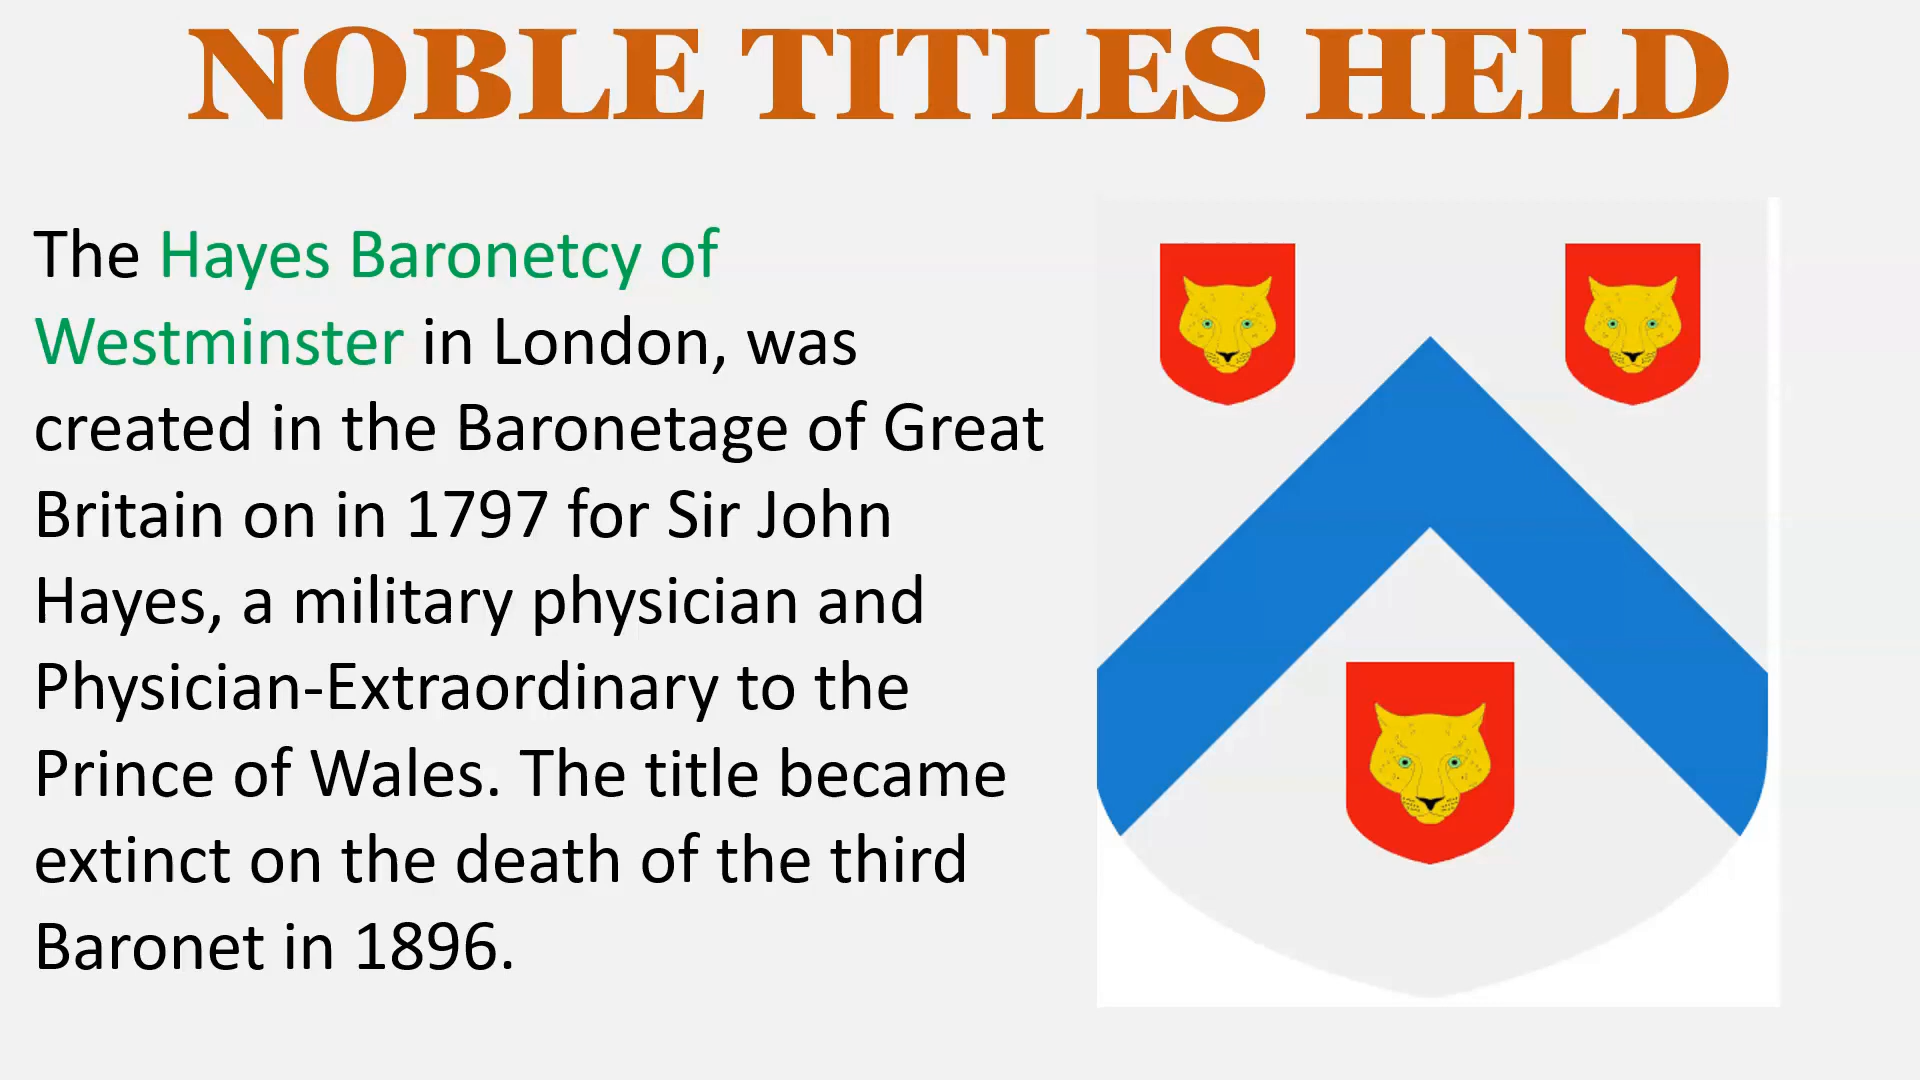 NOBLE TITLES HELD
The Hayes Baronetcy of
Westminster in London, was
created in the Baronetage of Great
Britain on in 1797 for Sir John
Hayes, a military physician and
Physician-Extraordinary to the
Prince of Wales. The title became
extinct on the death of the third
Baronet in 1896.